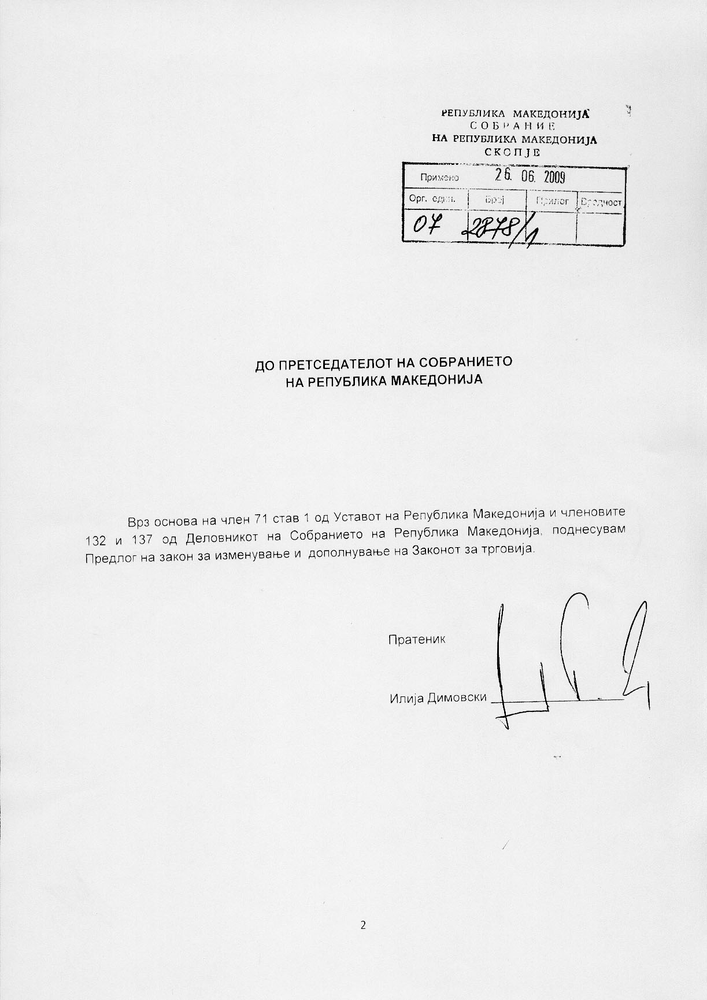 РЕПУБЛИКА МАКЕДОНИЈА
СОБРАНИЕ
НА РЕПУБЛИКА МАКЕДОНИЈА
СКОПЈЕ
Примено 26. 06. 2009
Орг. един. Број Прилог Вредност
07 2878/1
ДО ПРЕТСЕДАТЕЛОТ НА СОБРАНИЕТО
НА РЕПУБЛИКА МАКЕДОНИЈА
Врз основа на член 71 став 1 од Уставот на Република Македонија и членовите
132 и 137 од Деловникот на Собранието на Република Македонија, поднесувам
Предлог на закон за изменување и дополнување на Законот за трговија.
Пратеник
Илија Димовски
2